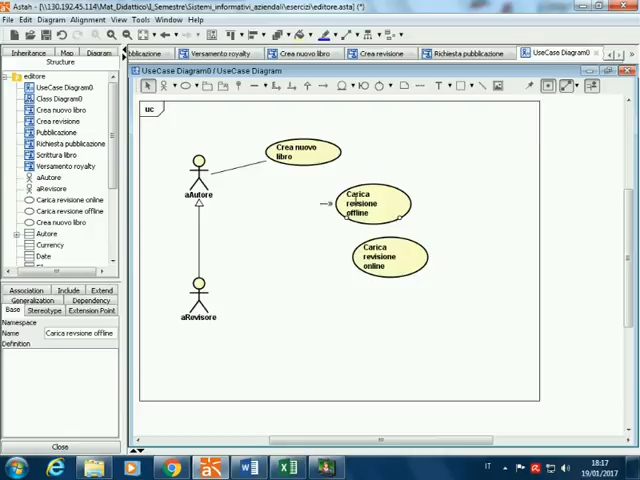 Astah - [\\130.192.45.114\Mat_Didattico\I_Semestre\Sistemi_informativi_aziendali\esercizi\editore.asta] *
File Edit Diagram Alignment View Tools Window Help
Inheritance Map Diagram
Structure
editore
UseCase Diagram0
Class Diagram0
Crea nuovo libro
Crea revisione
Pubblicazione
Richiesta pubblicazione
Scrittura libro
Versamento royalty
aAutore
aRevisore
Carica revisione online
Carica revisione offline
Crea nuovo libro
Autore
Currency
Date
Association Include Extend
Generalization Dependency
Base Stereotype Extension Point
Namespace
Name Carica revisione offline
Definition
Close
Versamento royalty Crea nuovo libro Crea revisione Richiesta pubblicazione UseCase Diagram0
UseCase Diagram0 / UseCase Diagram
uc
Crea nuovo
libro
aAutore
Carica
revisione
offline
Carica
revisione
online
aRevisore
IT
18:17
19/01/2017